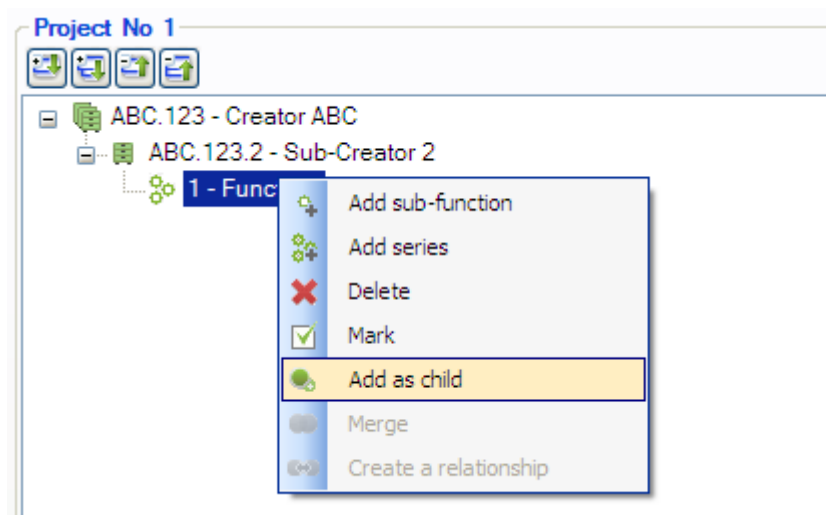 Project No 1
ABC.123 - Creator ABC
ABC.123.2 - Sub-Creator 2
1 - Func
Add sub-function
Add series
Delete
Mark
Add as child
Merge
Create a relationship